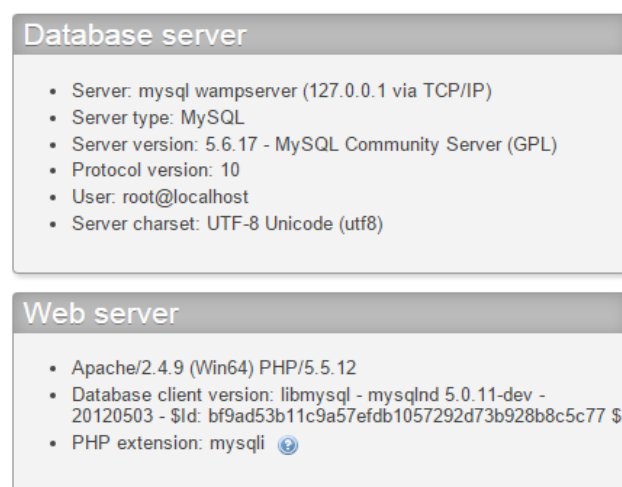 Database server
Server: mysql wampserver (127.0.0.1 via TCP/IP)
Server type: MySQL
Server version: 5.6.17 - MySQL Community Server (GPL)
Protocol version: 10
User: root@localhost
Server charset: UTF-8 Unicode (utf8)
Web server
Apache/2.4.9 (Win64) PHP/5.5.12
Database client version: libmysql - mysqlnd 5.0.11-dev -
20120503 - $Id: bf9ad53b11c9a57efdb1057292d73b928b8c5c77 $
PHP extension: mysqli